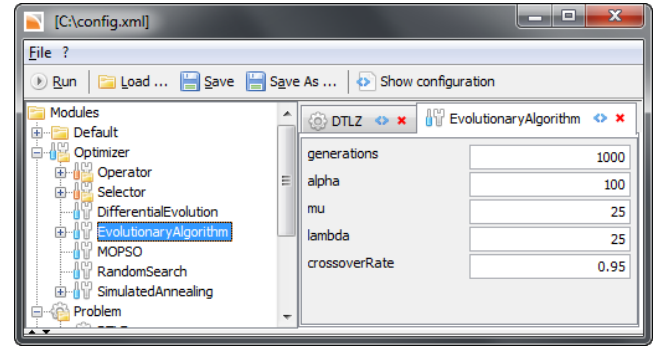 [C:\config.xml]
File ?
Run Load ... Save Save As ... Show configuration
Modules
Default
Optimizer
Operator
Selector
DifferentialEvolution
EvolutionaryAlgorithm
MOPSO
RandomSearch
SimulatedAnnealing
Problem
DTLZ EvolutionaryAlgorithm
generations 1000
alpha 100
mu 25
lambda 25
crossoverRate 0.95